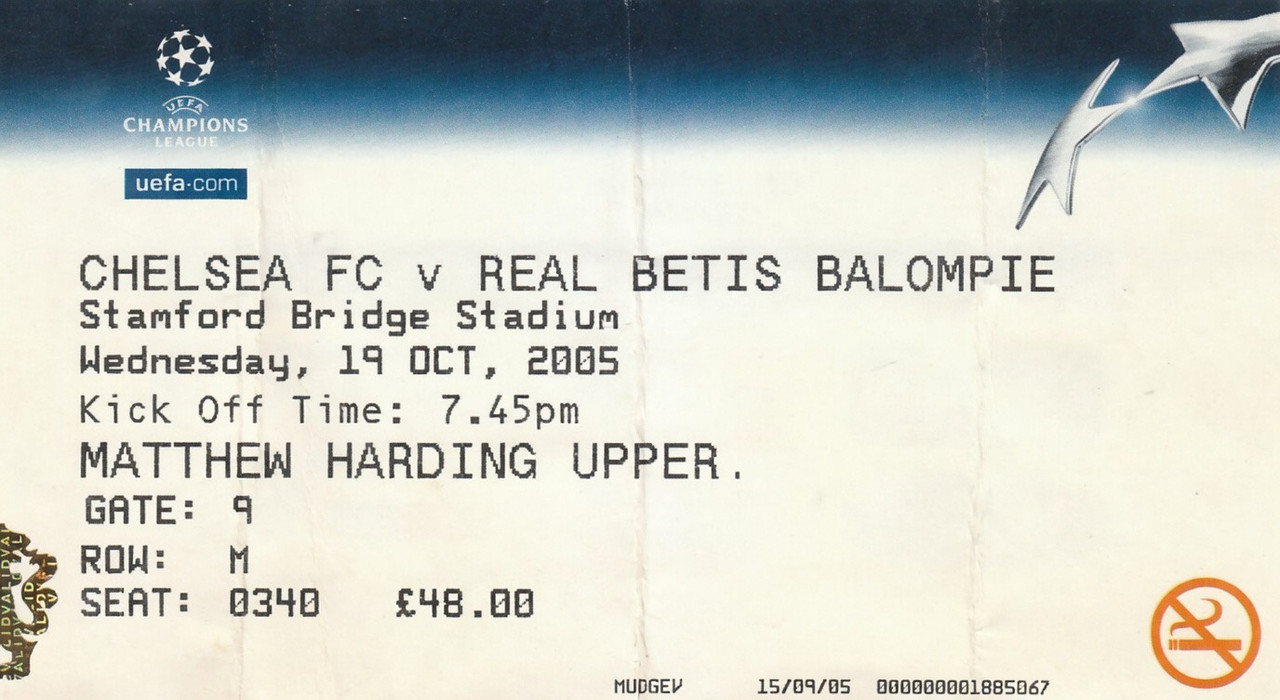 UEFA
CHAMPIONS
LEAGUE
uefa.com
CHELSEA FC v REAL BETIS BALOMPIE
Stamford Bridge Stadium
Wednesday, 19 OCT, 2005
Kick Off Time: 7.45pm
MATTHEW HARDING UPPER.
GATE: 9
ROW: M
SEAT: 0340 £48.00
MUDGEV 15/09/05 000000001885067